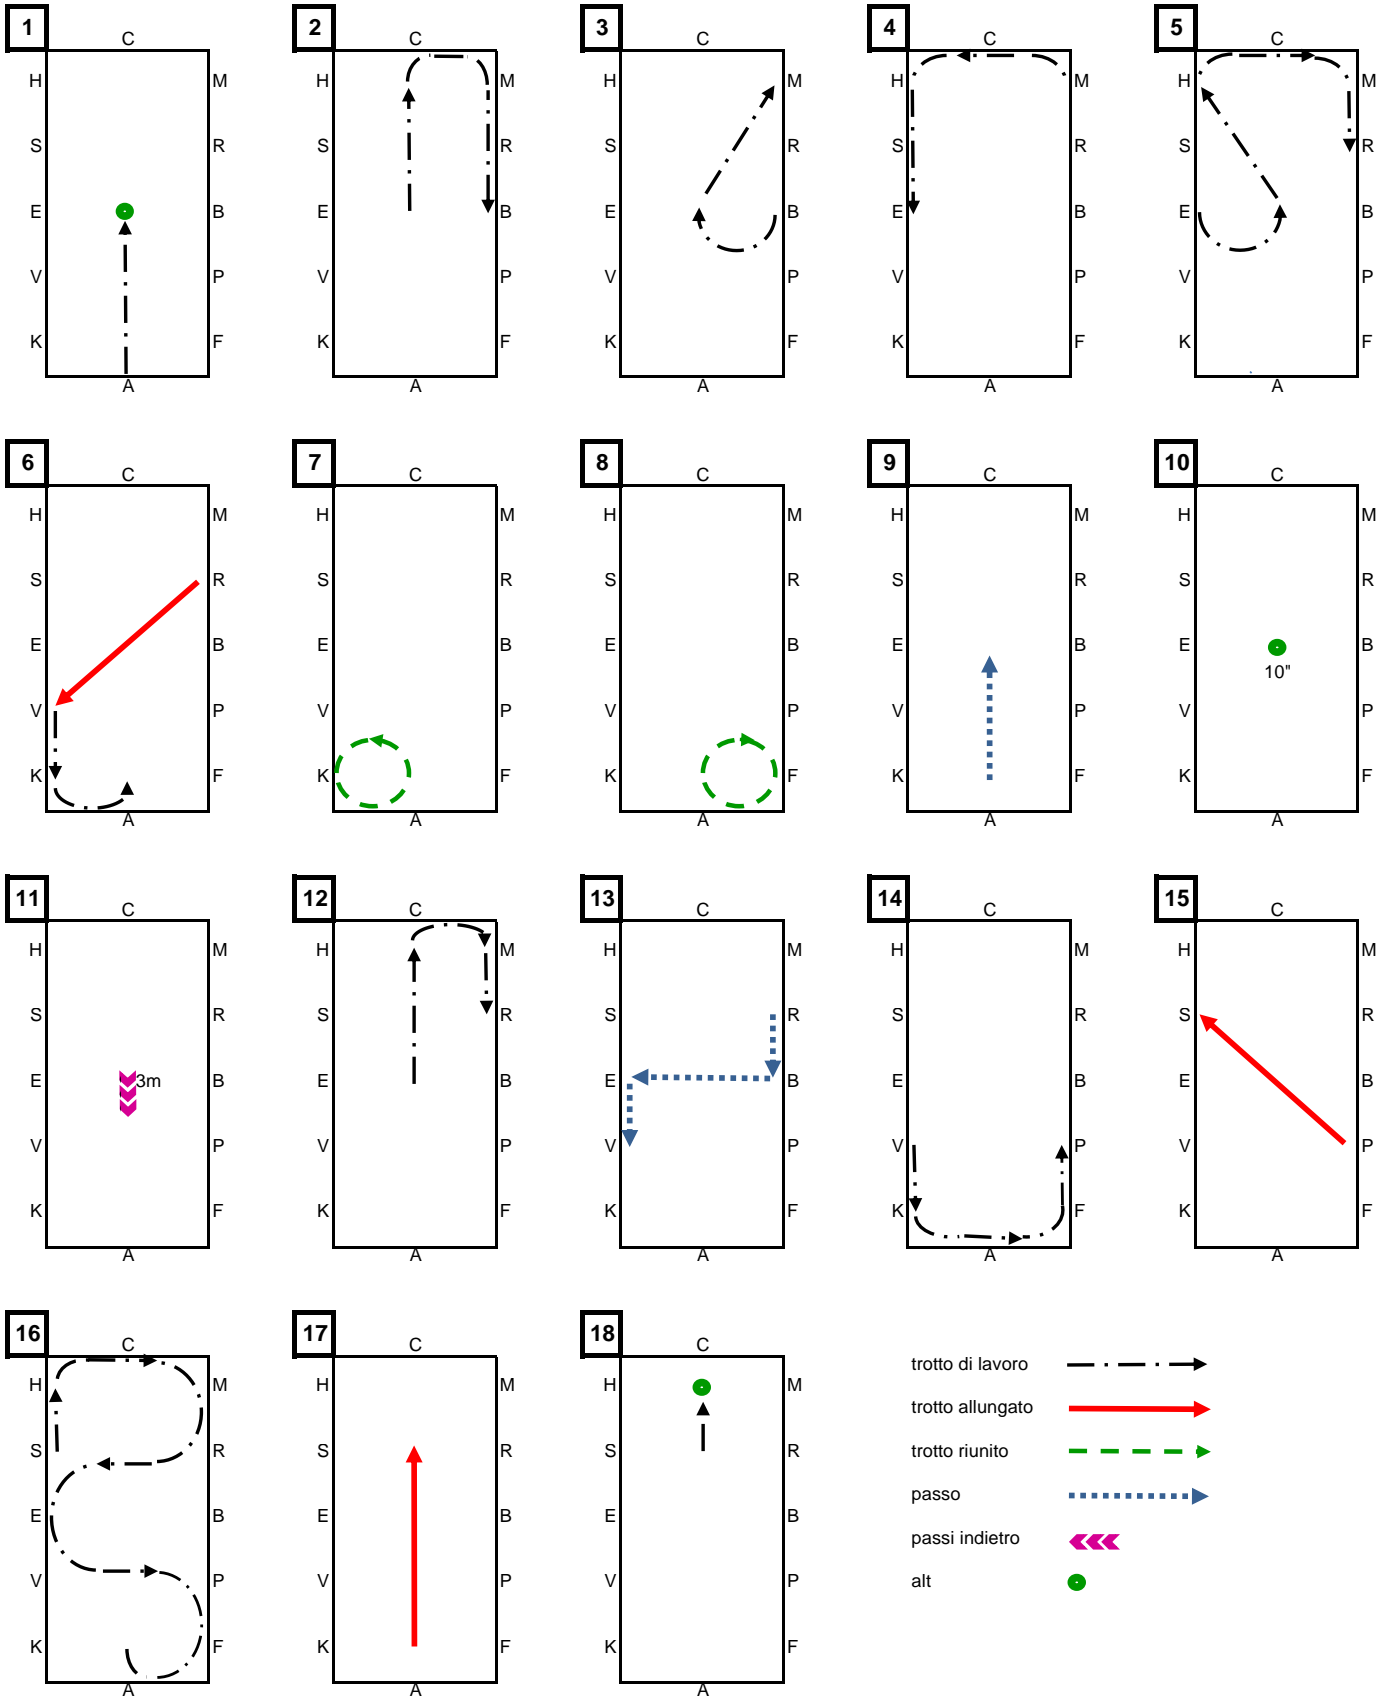 1 2 3 4 5
C C C C C
H M H M H M H M H M
S R S R S R S R S R
E B E B E B E B E B
V P V P V P V P V P
K F K F K F K F K F
A A A A A
6 7 8 9 10
C C C C C
H M H M H M H M H M
S R S R S R S R S R
E B E B E B E B E B
10"
V P V P V P V P V P
K F K F K F K F K F
A A A A A
11 12 13 14 15
C C C C C
H M H M H M H M H M
S R S R S R S R S R
E 3m B E B E B E B E B
V P V P V P V P V P
K F K F K F K F K F
A A A A A
16 17 18
C C C
H M H M H M
S R S R S R
E B E B E B
V P V P V P
K F K F K F
A A A
trotto di lavoro
trotto allungato
trotto riunito
passo
passi indietro
alt